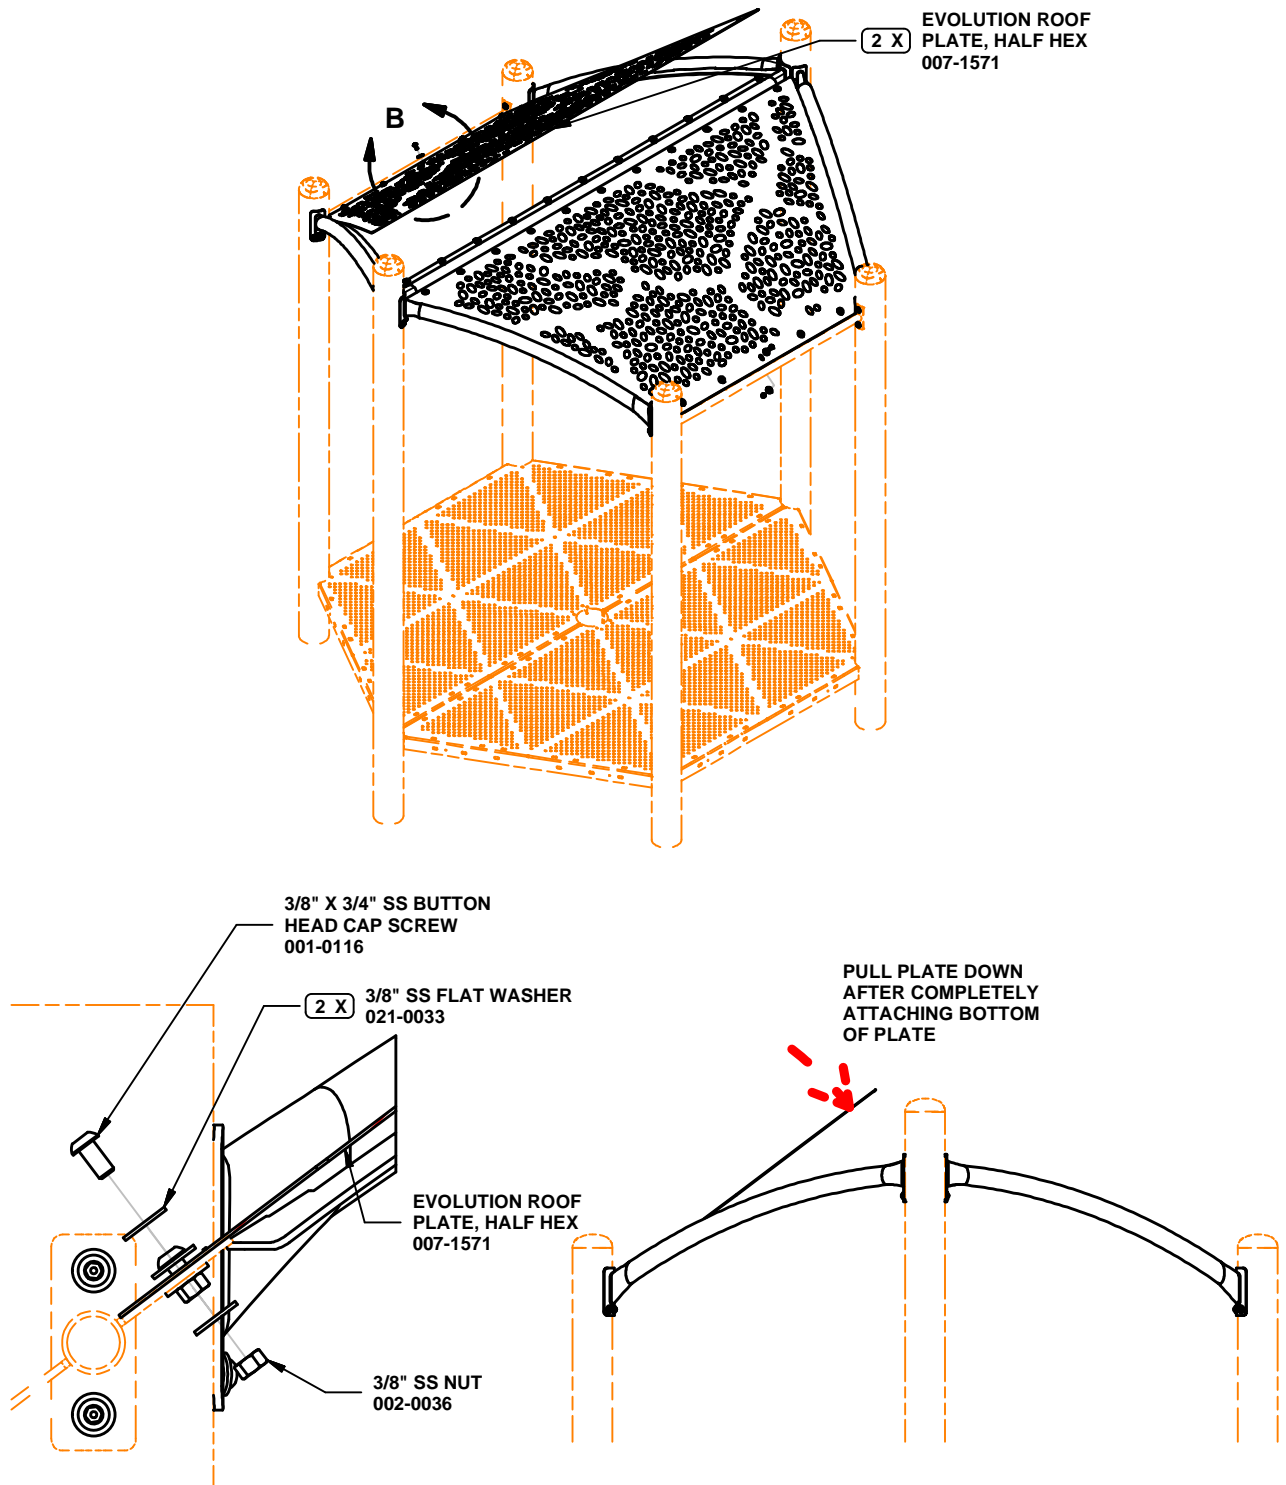 EVOLUTION ROOF
2 X PLATE, HALF HEX
007-1571
B
3/8" X 3/4" SS BUTTON
HEAD CAP SCREW
001-0116
2 X 3/8" SS FLAT WASHER
021-0033
EVOLUTION ROOF
PLATE, HALF HEX
007-1571
3/8" SS NUT
002-0036
PULL PLATE DOWN
AFTER COMPLETELY
ATTACHING BOTTOM
OF PLATE